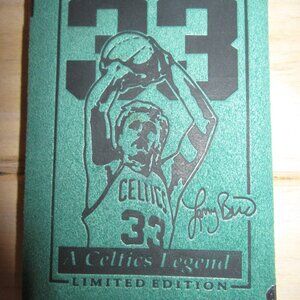 33
CELTICS
33
Larry Bird
A Celtics Legend
LIMITED EDITION